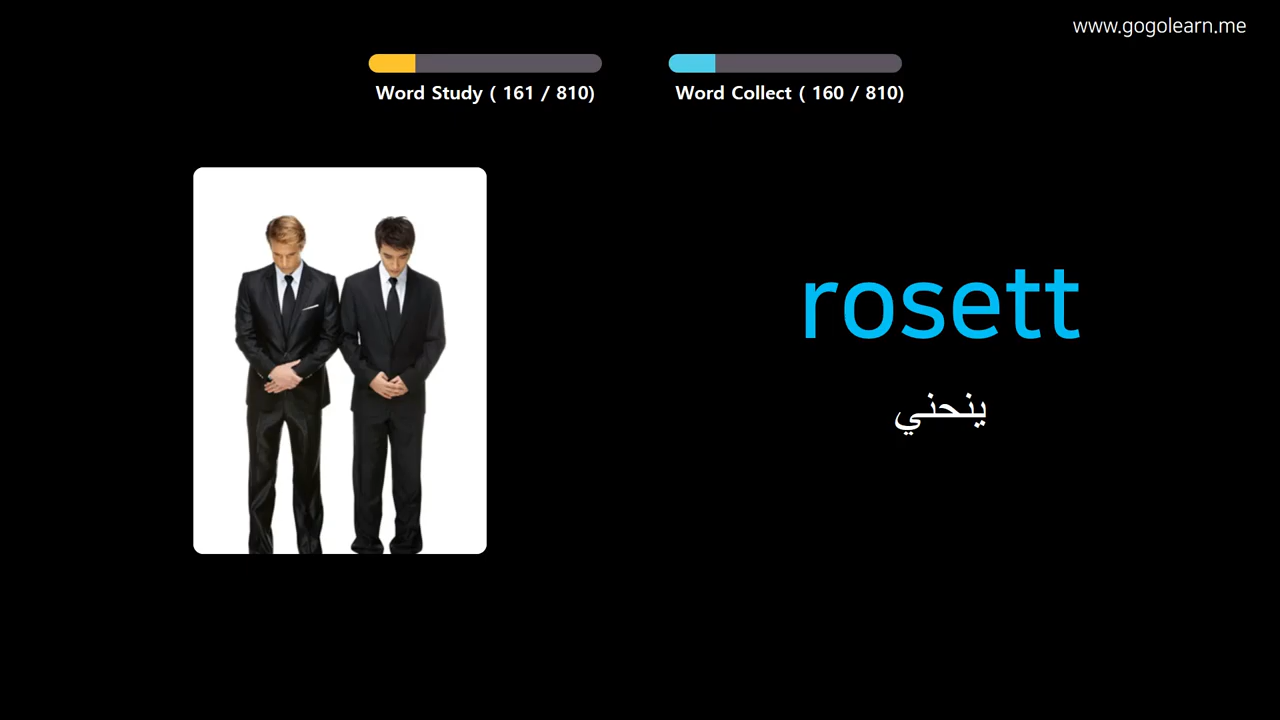 www.gogolearn.me
Word Study ( 161 / 810)
Word Collect ( 160 / 810)
rosett
ينحني